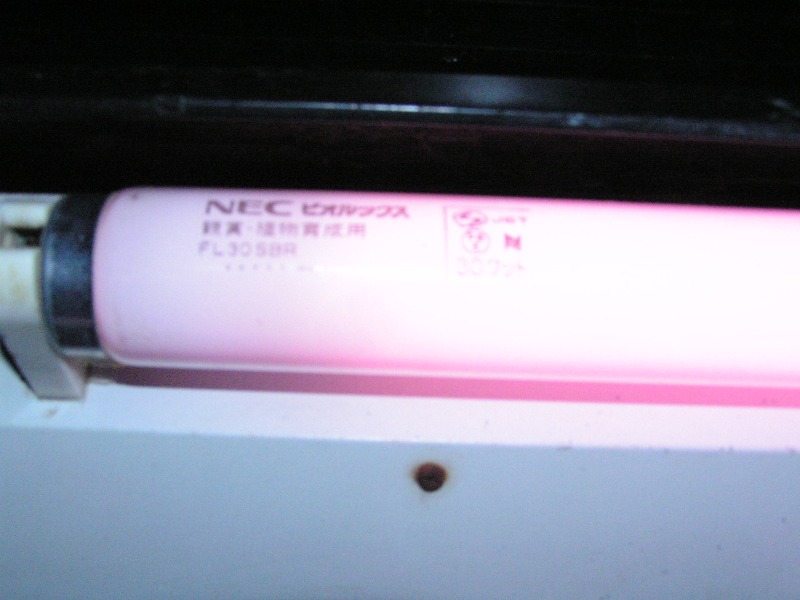 NEC ビオルックス
観賞・植物育成用
FL30SBR
JET
N
30ワット